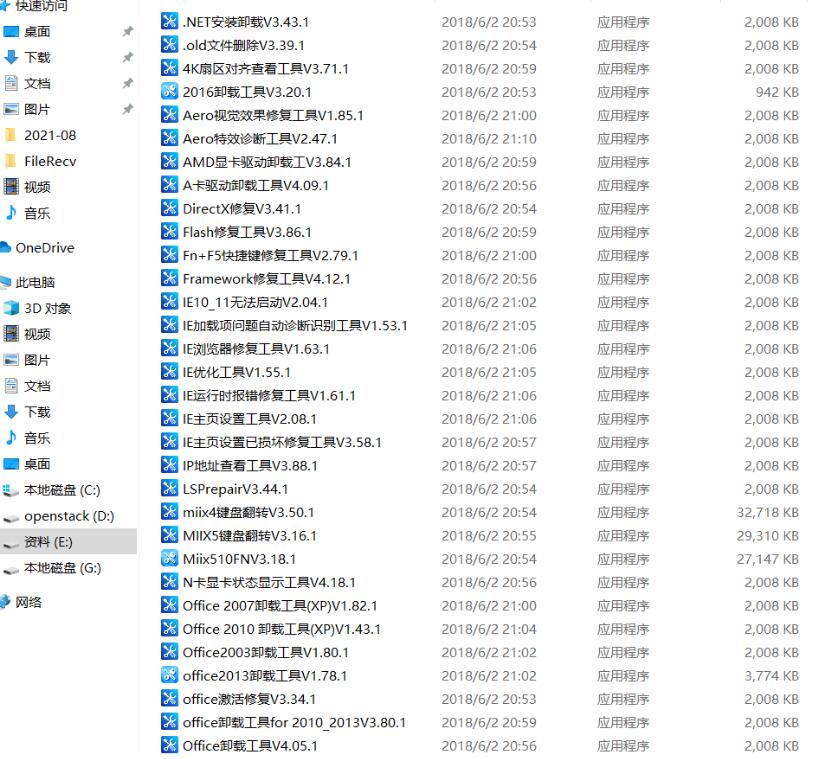 快速访问
桌面
下载
文档
图片
2021-08
FileRecv
视频
音乐
OneDrive
此电脑
3D 对象
视频
图片
文档
下载
音乐
桌面
本地磁盘 (C:)
openstack (D:)
资料 (E:)
本地磁盘 (G:)
网络
.NET安装卸载V3.43.1 2018/6/2 20:53 应用程序 2,008 KB
.old文件删除V3.39.1 2018/6/2 20:54 应用程序 2,008 KB
4K扇区对齐查看工具V3.71.1 2018/6/2 20:59 应用程序 2,008 KB
2016卸载工具V3.20.1 2018/6/2 20:53 应用程序 942 KB
Aero视觉效果修复工具V1.85.1 2018/6/2 21:00 应用程序 2,008 KB
Aero特效诊断工具V2.47.1 2018/6/2 21:10 应用程序 2,008 KB
AMD显卡驱动卸载工V3.84.1 2018/6/2 20:59 应用程序 2,008 KB
A卡驱动卸载工具V4.09.1 2018/6/2 20:56 应用程序 2,008 KB
DirectX修复V3.41.1 2018/6/2 20:54 应用程序 2,008 KB
Flash修复工具V3.86.1 2018/6/2 20:59 应用程序 2,008 KB
Fn+F5快捷键修复工具V2.79.1 2018/6/2 21:00 应用程序 2,008 KB
Framework修复工具V4.12.1 2018/6/2 20:56 应用程序 2,008 KB
IE10_11无法启动V2.04.1 2018/6/2 21:02 应用程序 2,008 KB
IE加载项问题自动诊断识别工具V1.53.1 2018/6/2 21:05 应用程序 2,008 KB
IE浏览器修复工具V1.63.1 2018/6/2 21:06 应用程序 2,008 KB
IE优化工具V1.55.1 2018/6/2 21:05 应用程序 2,008 KB
IE运行时报错修复工具V1.61.1 2018/6/2 21:06 应用程序 2,008 KB
IE主页设置工具V2.08.1 2018/6/2 21:06 应用程序 2,008 KB
IE主页设置已损坏修复工具V3.58.1 2018/6/2 20:57 应用程序 2,008 KB
IP地址查看工具V3.88.1 2018/6/2 20:57 应用程序 2,008 KB
LSPrepairV3.44.1 2018/6/2 20:54 应用程序 2,008 KB
miix4键盘翻转V3.50.1 2018/6/2 20:54 应用程序 32,718 KB
MIIX5键盘翻转V3.16.1 2018/6/2 20:55 应用程序 29,310 KB
Miix510FNV3.18.1 2018/6/2 20:54 应用程序 27,147 KB
N卡显卡状态显示工具V4.18.1 2018/6/2 20:56 应用程序 2,008 KB
Office 2007卸载工具(XP)V1.82.1 2018/6/2 21:00 应用程序 2,008 KB
Office 2010 卸载工具(XP)V1.43.1 2018/6/2 21:04 应用程序 2,008 KB
Office2003卸载工具V1.80.1 2018/6/2 21:02 应用程序 2,008 KB
office2013卸载工具V1.78.1 2018/6/2 21:02 应用程序 3,774 KB
office激活修复V3.34.1 2018/6/2 20:53 应用程序 2,008 KB
office卸载工具for 2010_2013V3.80.1 2018/6/2 20:59 应用程序 2,008 KB
Office卸载工具V4.05.1 2018/6/2 20:56 应用程序 2,008 KB